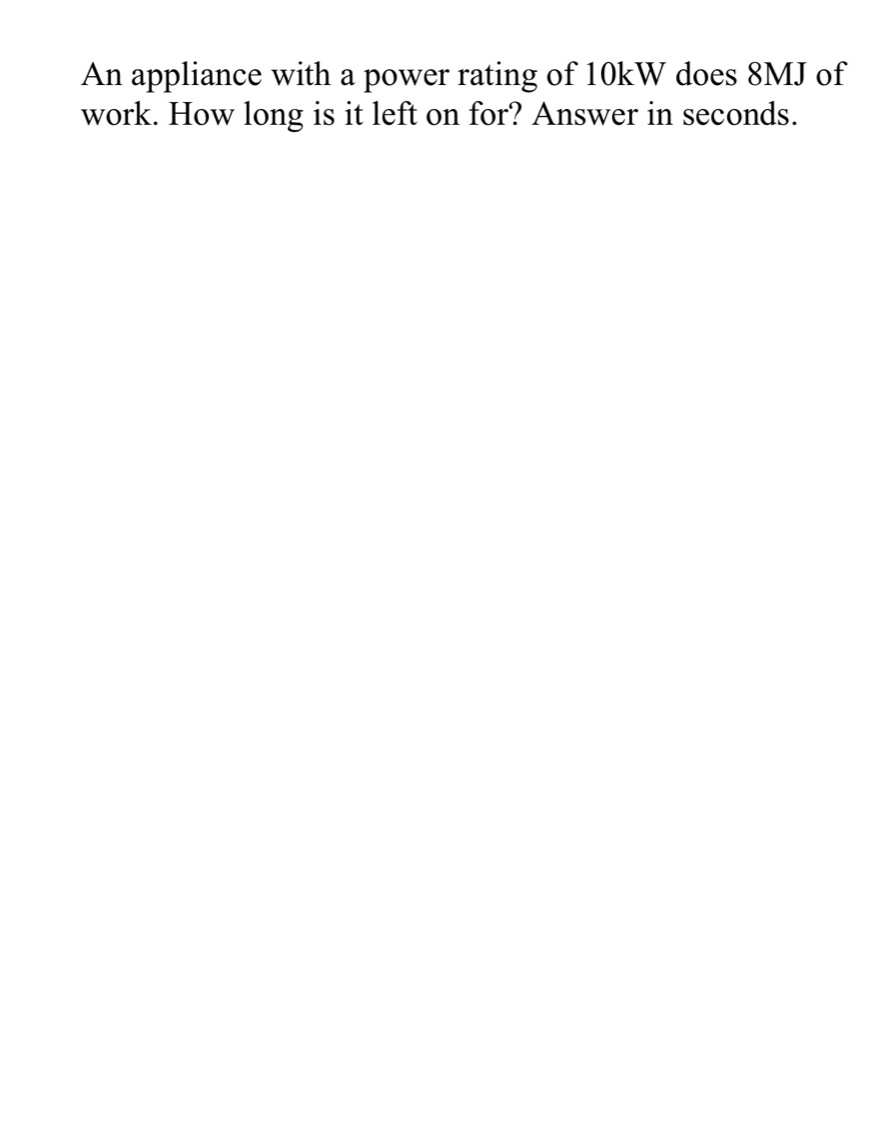 An appliance with a power rating of 10kW does 8MJ of
work. How long is it left on for? Answer in seconds.